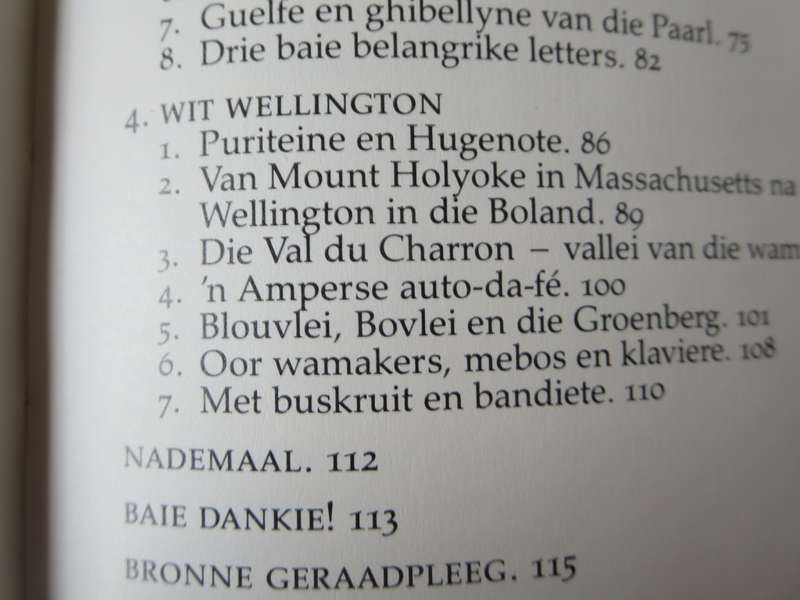 7. Guelfe en ghibellyne van die Paarl. 75
8. Drie baie belangrike letters. 82
4. WIT WELLINGTON
1. Puriteine en Hugenote. 86
2. Van Mount Holyoke in Massachusetts na
Wellington in die Boland. 89
3. Die Val du Charron – vallei van die wam
4. 'n Amperse auto-da-fé. 100
5. Blouvlei, Bovlei en die Groenberg. 101
6. Oor wamakers, mebos en klaviere. 108
7. Met buskruit en bandiete. 110
NADEMAAL. 112
BAIE DANKIE! 113
BRONNE GERAADPLEEG. 115